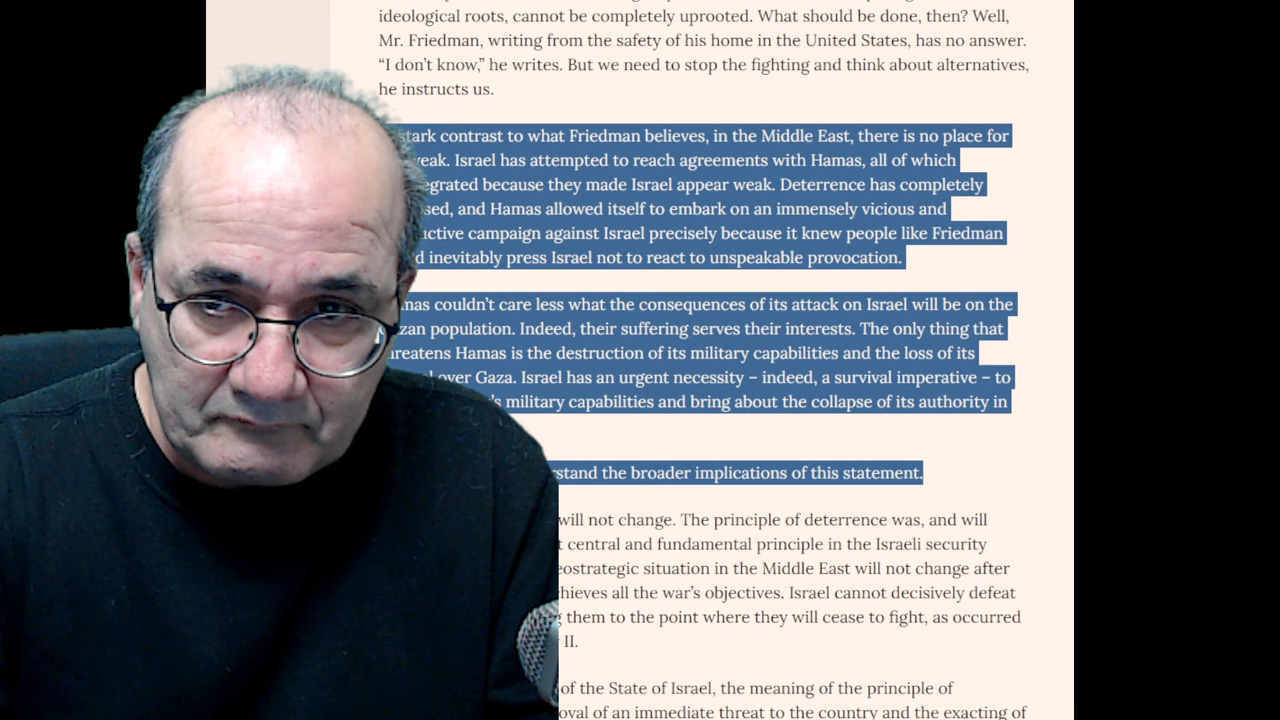 ideological roots, cannot be completely uprooted. What should be done, then? Well,
Mr. Friedman, writing from the safety of his home in the United States, has no answer.
“I don’t know,” he writes. But we need to stop the fighting and think about alternatives,
he instructs us.
contrast to what Friedman believes, in the Middle East, there is no place for
Israel has attempted to reach agreements with Hamas, all of which
because they made Israel appear weak. Deterrence has completely
and Hamas allowed itself to embark on an immensely vicious and
campaign against Israel precisely because it knew people like Friedman
inevitably press Israel not to react to unspeakable provocation.
couldn’t care less what the consequences of its attack on Israel will be on the
population. Indeed, their suffering serves their interests. The only thing that
Hamas is the destruction of its military capabilities and the loss of its
over Gaza. Israel has an urgent necessity – indeed, a survival imperative – to
military capabilities and bring about the collapse of its authority in
the broader implications of this statement.
will not change. The principle of deterrence was, and will
central and fundamental principle in the Israeli security
situation in the Middle East will not change after
all the war’s objectives. Israel cannot decisively defeat
them to the point where they will cease to fight, as occurred
II.
of the State of Israel, the meaning of the principle of
of an immediate threat to the country and the exacting of